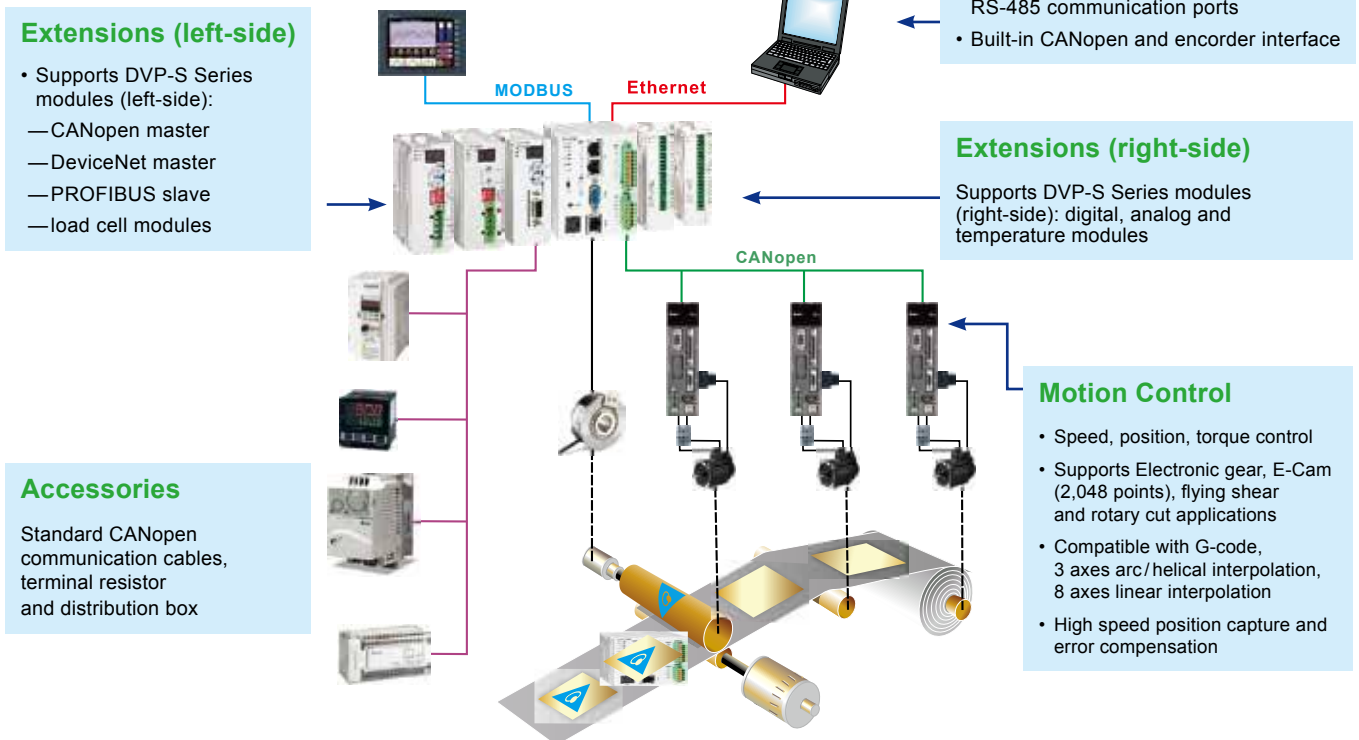 Extensions (left-side)
• Supports DVP-S Series
modules (left-side):
—CANopen master
—DeviceNet master
—PROFIBUS slave
—load cell modules
RS-485 communication ports
• Built-in CANopen and encorder interface
MODBUS
Ethernet
Extensions (right-side)
Supports DVP-S Series modules
(right-side): digital, analog and
temperature modules
CANopen
Motion Control
• Speed, position, torque control
• Supports Electronic gear, E-Cam
(2,048 points), flying shear
and rotary cut applications
• Compatible with G-code,
3 axes arc/helical interpolation,
8 axes linear interpolation
• High speed position capture and
error compensation
Accessories
Standard CANopen
communication cables,
terminal resistor
and distribution box